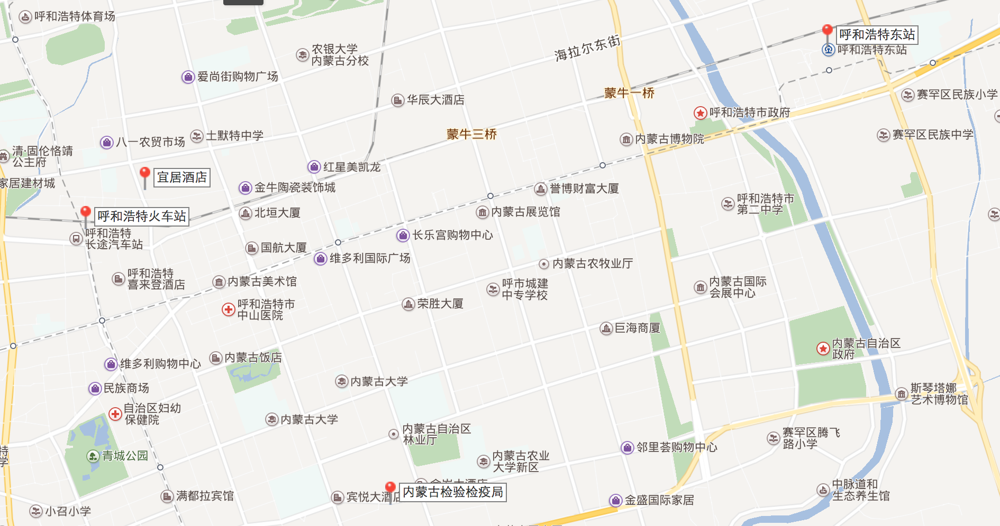 呼和浩特体育场
农银大学
内蒙古分校
海拉尔东街
呼和浩特东站
呼和浩特东站
爱尚街购物广场
华辰大酒店
蒙牛一桥
赛罕区民族小学
呼和浩特市政府
土默特中学
八一农贸市场
蒙牛三桥
内蒙古博物院
赛罕区民族中学
清·固伦恪靖
公主府
红星美凯龙
宜居酒店
家居建材城
金牛陶瓷装饰城
誉博财富大厦
呼和浩特市
第二中学
呼和浩特火车站
北垣大厦
内蒙古展览馆
呼和浩特
长途汽车站
长乐宫购物中心
国航大厦
维多利国际广场
内蒙古农牧业厅
呼和浩特
喜来登酒店
内蒙古美术馆
呼市城建
中专学校
内蒙古国际
会展中心
呼和浩特市
中山医院
荣胜大厦
巨海商厦
内蒙古自治区
政府
内蒙古饭店
维多利购物中心
内蒙古大学
民族商场
斯琴塔娜
艺术博物馆
自治区妇幼
保健院
内蒙古大学
内蒙古自治区
林业厅
赛罕区腾飞
路小学
邻里荟购物中心
特
学
青城公园
内蒙古农业
大学新区
内蒙古检验检疫局
宾悦大酒店
满都拉宾馆
中脉道和
生态养生馆
金盛国际家居
小召小学